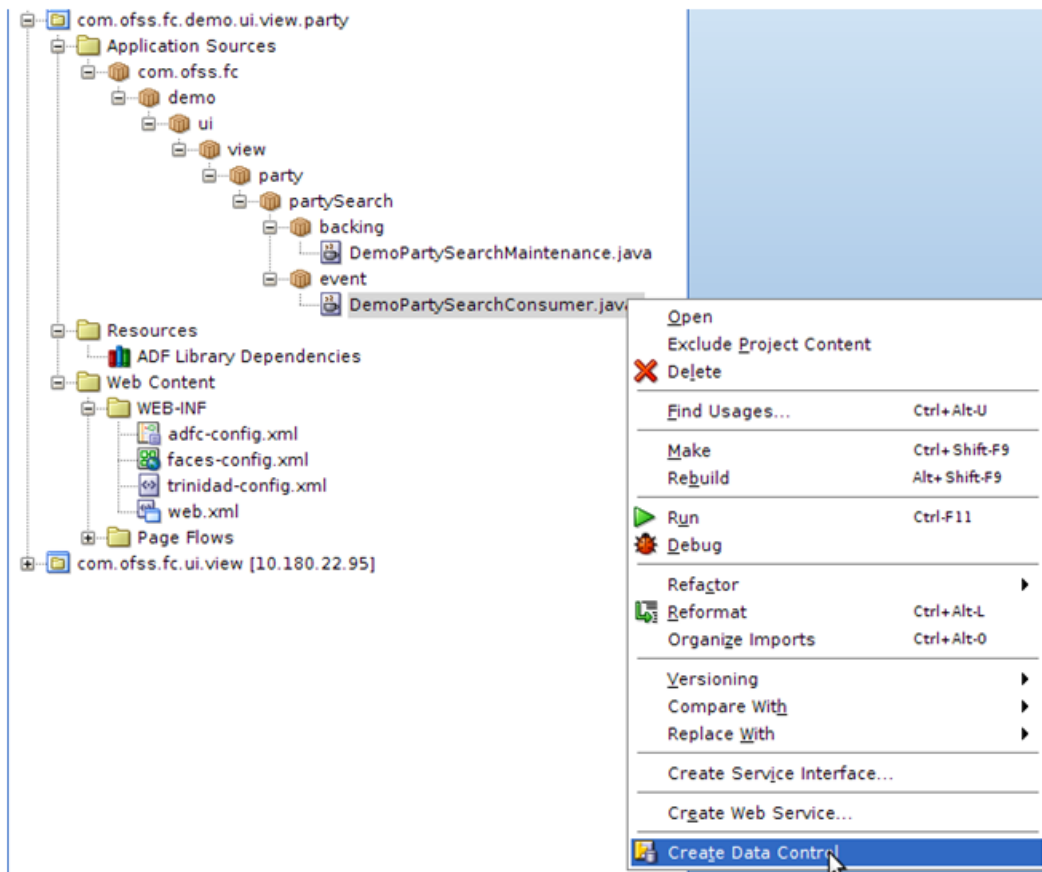 com.ofss.fc.demo.ui.view.party
Application Sources
com.ofss.fc
demo
ui
view
party
partySearch
backing
DemoPartySearchMaintenance.java
event
DemoPartySearchConsumer.java
Resources
ADF Library Dependencies
Web Content
WEB-INF
adfc-config.xml
faces-config.xml
trinidad-config.xml
web.xml
Page Flows
com.ofss.fc.ui.view [10.180.22.95]
Open
Exclude Project Content
Delete
Find Usages... Ctrl+Alt-U
Make Ctrl+Shift-F9
Rebuild Alt+Shift-F9
Run Ctrl-F11
Debug
Refactor
Reformat Ctrl+Alt-L
Organize Imports Ctrl+Alt-O
Versioning
Compare With
Replace With
Create Service Interface...
Create Web Service...
Create Data Control